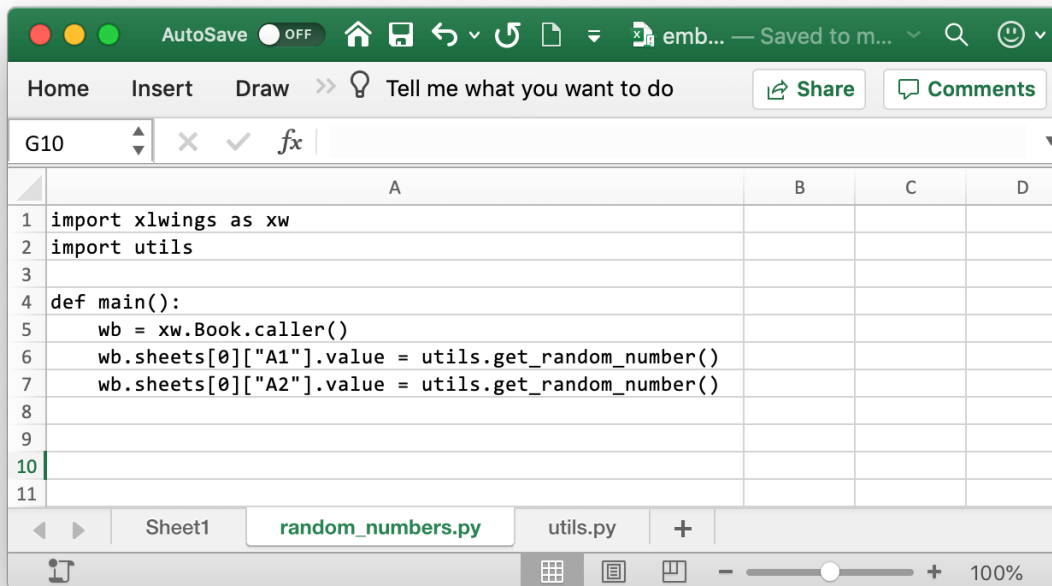 AutoSave OFF emb... — Saved to m...
Home Insert Draw Tell me what you want to do Share Comments
G10 fx
A B C D
1 import xlwings as xw
2 import utils
3
4 def main():
5     wb = xw.Book.caller()
6     wb.sheets[0]["A1"].value = utils.get_random_number()
7     wb.sheets[0]["A2"].value = utils.get_random_number()
8
9
10
11
Sheet1 random_numbers.py utils.py +
100%